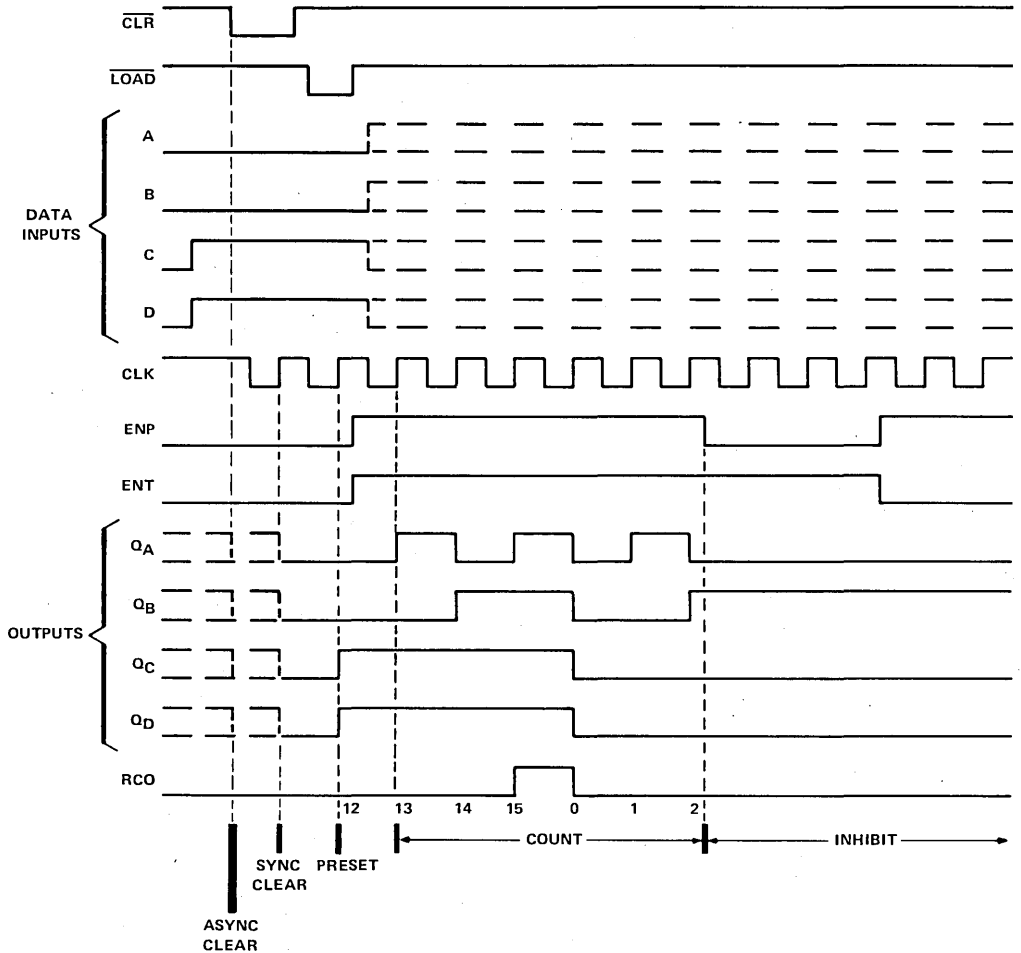 CLR
LOAD
A
B
DATA
INPUTS
C
D
CLK
ENP
ENT
QA
QB
OUTPUTS
QC
QD
RCO
12 13 14 15 0 1 2
SYNC
CLEAR
PRESET
COUNT
INHIBIT
ASYNC
CLEAR